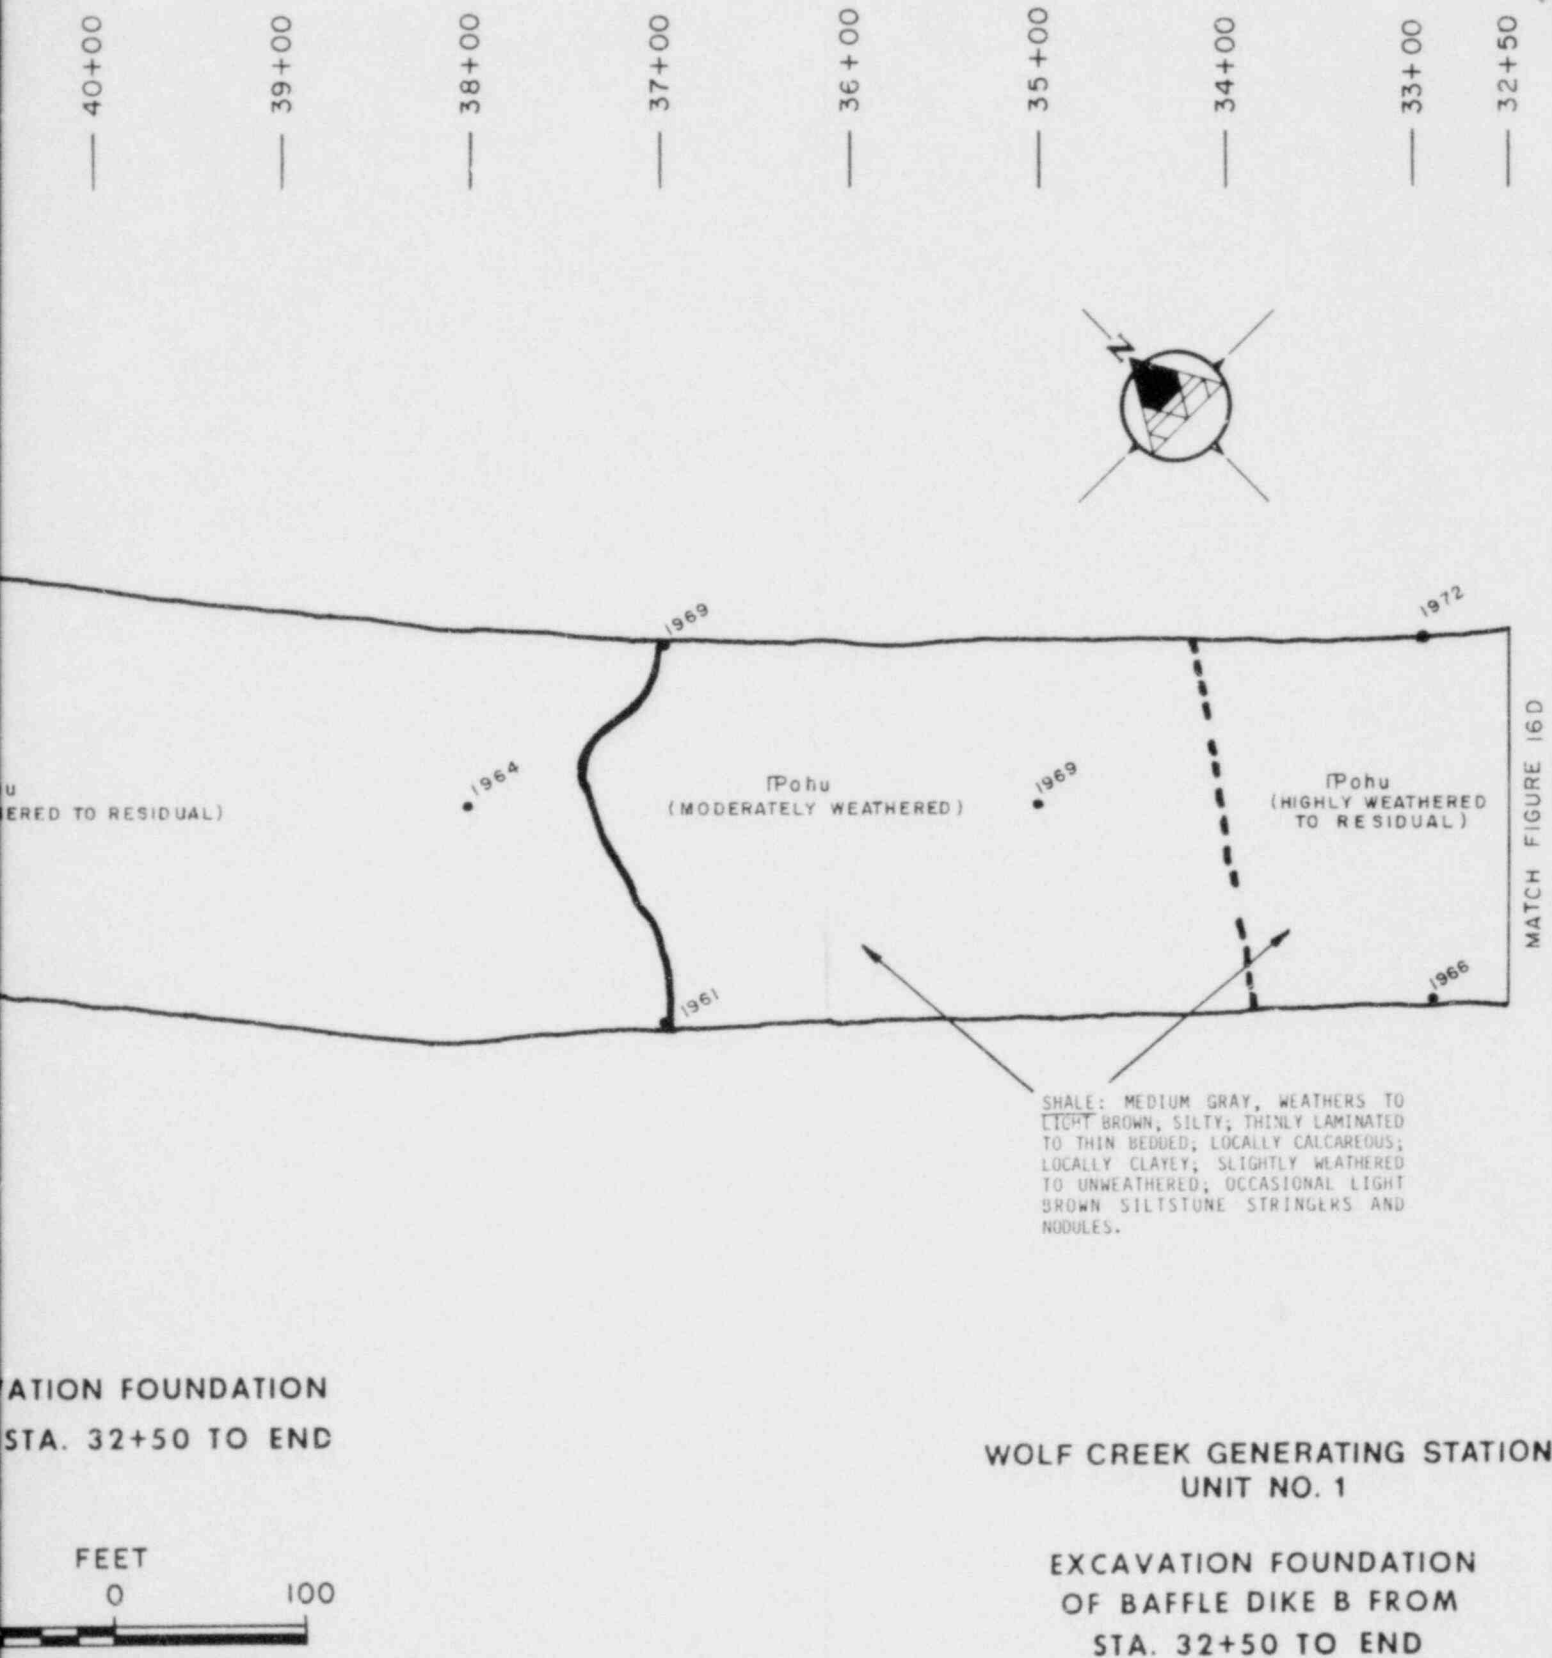 40+00
39+00
38+00
37+00
36+00
35+00
34+00
33+00
32+50
N
1969
1972
1964
1969
u
ERED TO RESIDUAL)
ℙohu
(MODERATELY WEATHERED)
ℙohu
(HIGHLY WEATHERED
TO RESIDUAL)
MATCH FIGURE 16D
1961
1966
SHALE: MEDIUM GRAY, WEATHERS TO
LIGHT BROWN, SILTY; THINLY LAMINATED
TO THIN BEDDED; LOCALLY CALCAREOUS;
LOCALLY CLAYEY; SLIGHTLY WEATHERED
TO UNWEATHERED; OCCASIONAL LIGHT
BROWN SILTSTONE STRINGERS AND
NODULES.
ATION FOUNDATION
STA. 32+50 TO END
WOLF CREEK GENERATING STATION
UNIT NO. 1
FEET
0 100
EXCAVATION FOUNDATION
OF BAFFLE DIKE B FROM
STA. 32+50 TO END